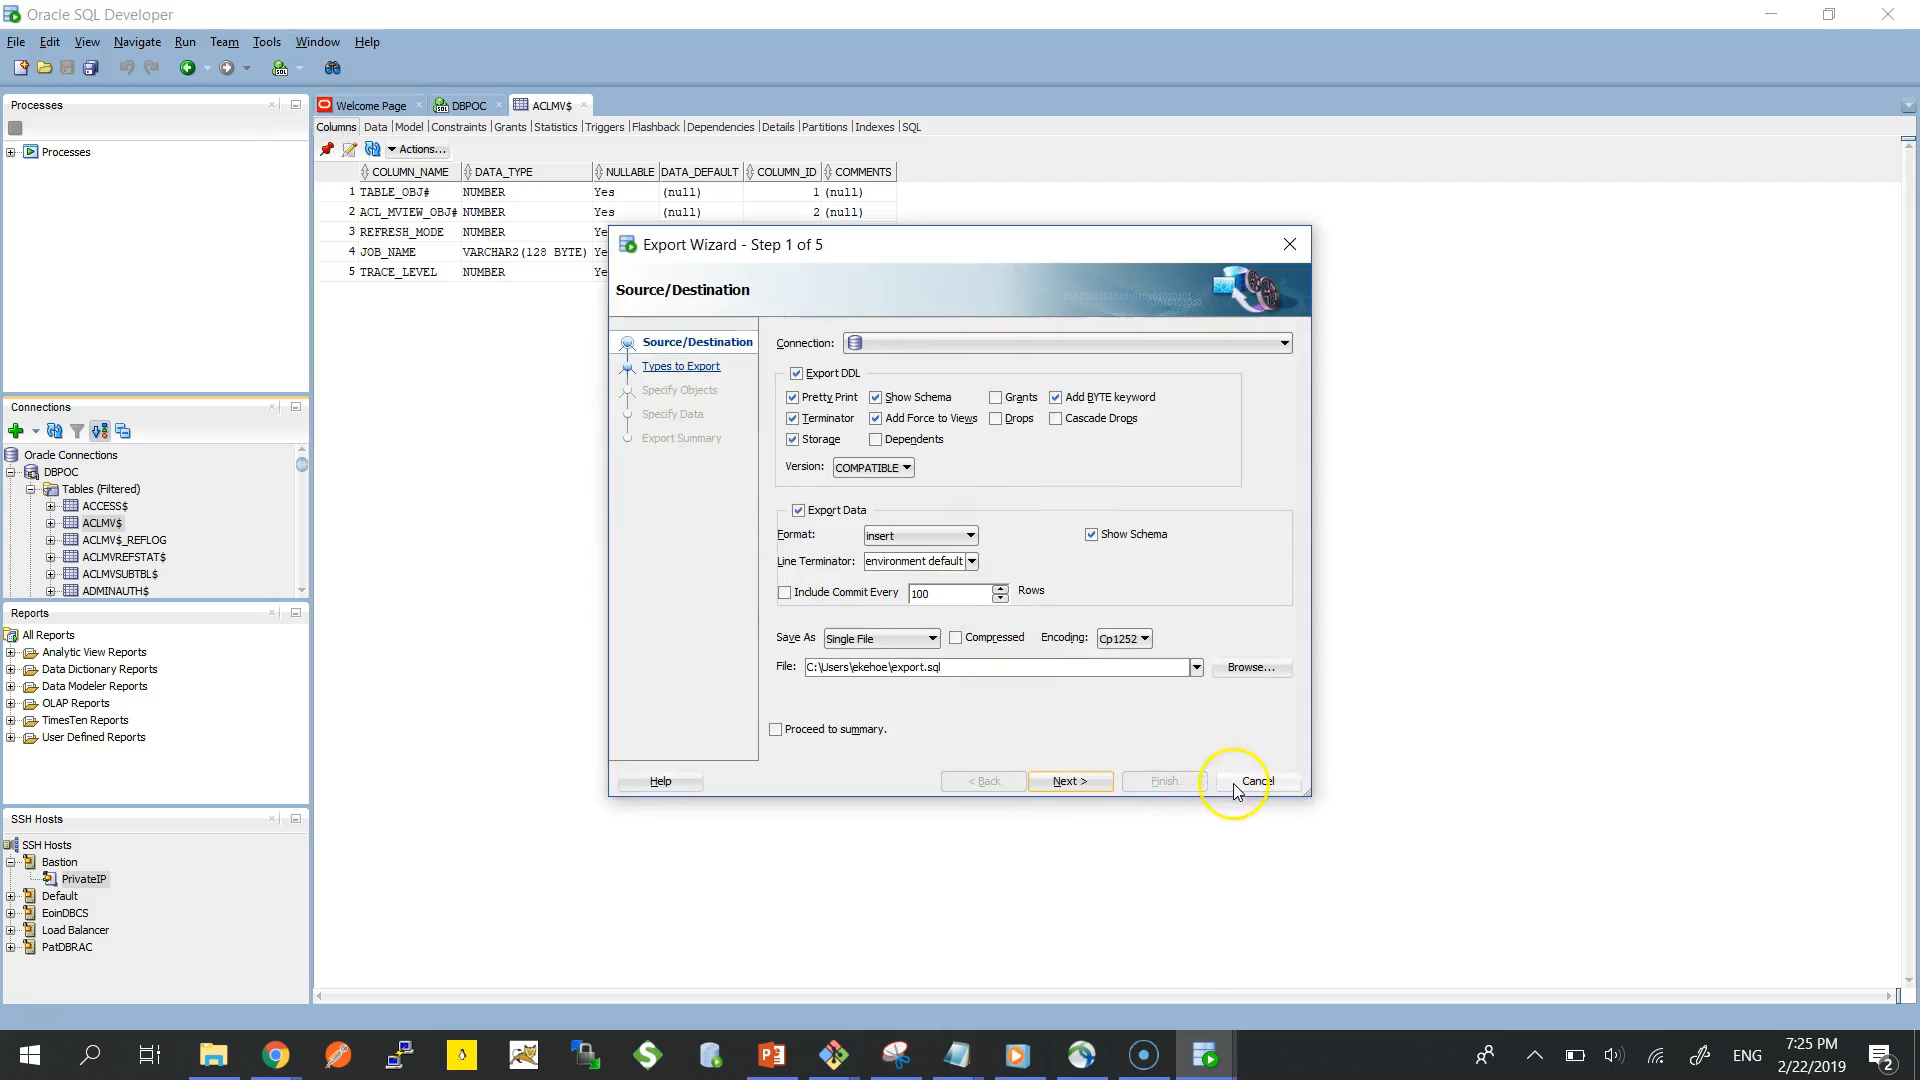 Oracle SQL Developer
File Edit View Navigate Run Team Tools Window Help
Processes
Processes
Connections
Oracle Connections
DBPOC
Tables (Filtered)
ACCESS$
ACLMV$
ACLMV$_REFLOG
ACLMVREFSTAT$
ACLMVSUBTBL$
ADMINAUTH$
Reports
All Reports
Analytic View Reports
Data Dictionary Reports
Data Modeler Reports
OLAP Reports
TimesTen Reports
User Defined Reports
SSH Hosts
SSH Hosts
Bastion
PrivateIP
Default
EoinDBCS
Load Balancer
PatDBRAC
Welcome Page DBPOC ACLMV$
Columns Data Model Constraints Grants Statistics Triggers Flashback Dependencies Details Partitions Indexes SQL
Actions...
COLUMN_NAME DATA_TYPE NULLABLE DATA_DEFAULT COLUMN_ID COMMENTS
1 TABLE_OBJ# NUMBER Yes (null) 1 (null)
2 ACL_MVIEW_OBJ# NUMBER Yes (null) 2 (null)
3 REFRESH_MODE NUMBER Ye
4 JOB_NAME VARCHAR2(128 BYTE) Ye
5 TRACE_LEVEL NUMBER Ye
Export Wizard - Step 1 of 5
Source/Destination
Source/Destination
Types to Export
Specify Objects
Specify Data
Export Summary
Connection:
Export DDL
Pretty Print Show Schema Grants Add BYTE keyword
Terminator Add Force to Views Drops Cascade Drops
Storage Dependents
Version: COMPATIBLE
Export Data
Format: insert Show Schema
Line Terminator: environment default
Include Commit Every 100 Rows
Save As Single File Compressed Encoding: Cp1252
File: C:\Users\ekehoe\export.sql Browse...
Proceed to summary.
Help < Back Next > Finish Cancel
ENG
7:25 PM
2/22/2019
2